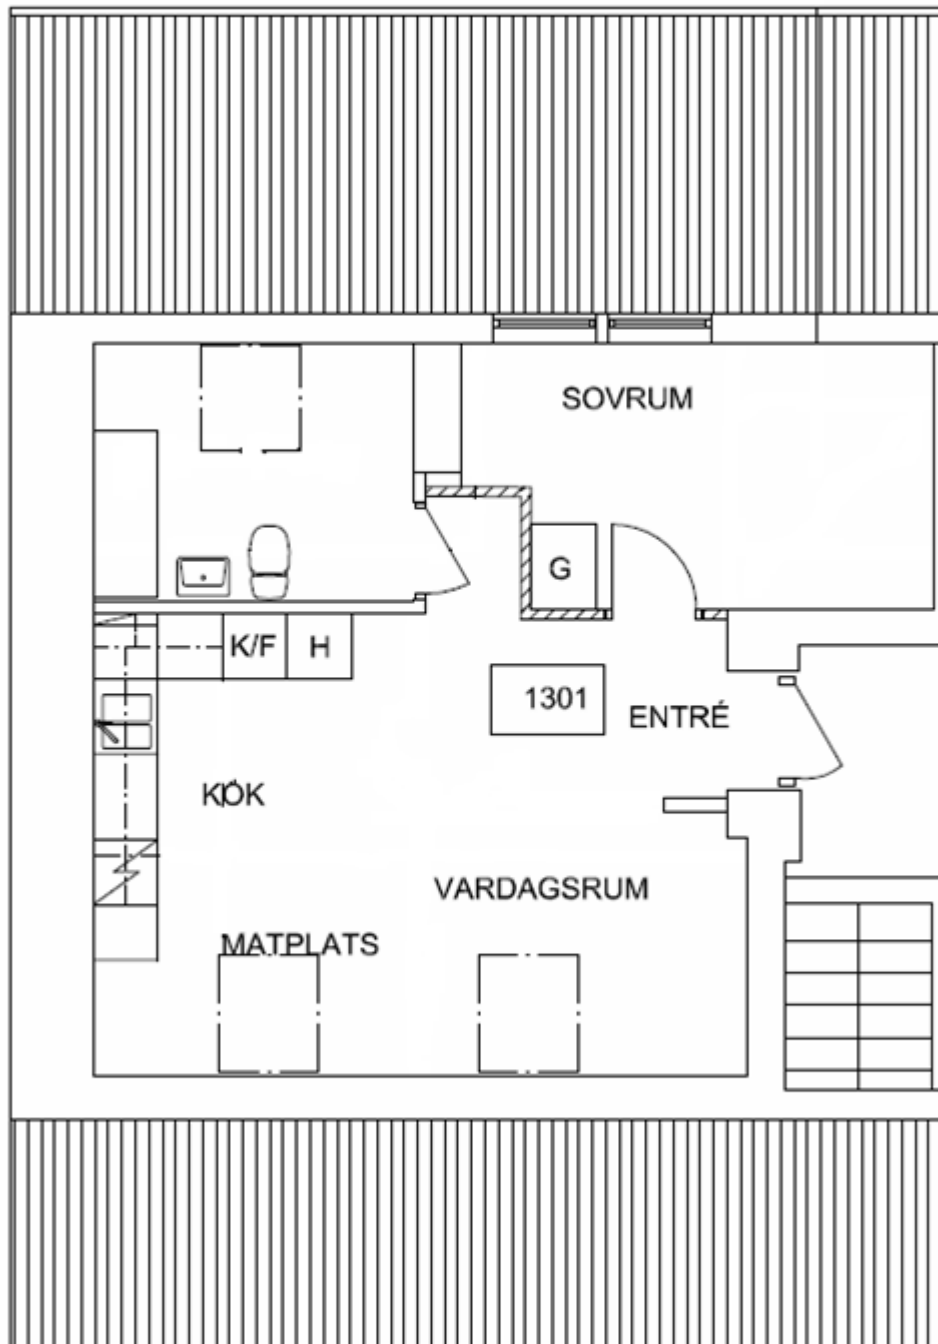 SOVRUM
G
K/F
H
1301
ENTRÉ
KÖK
VARDAGSRUM
MATPLATS